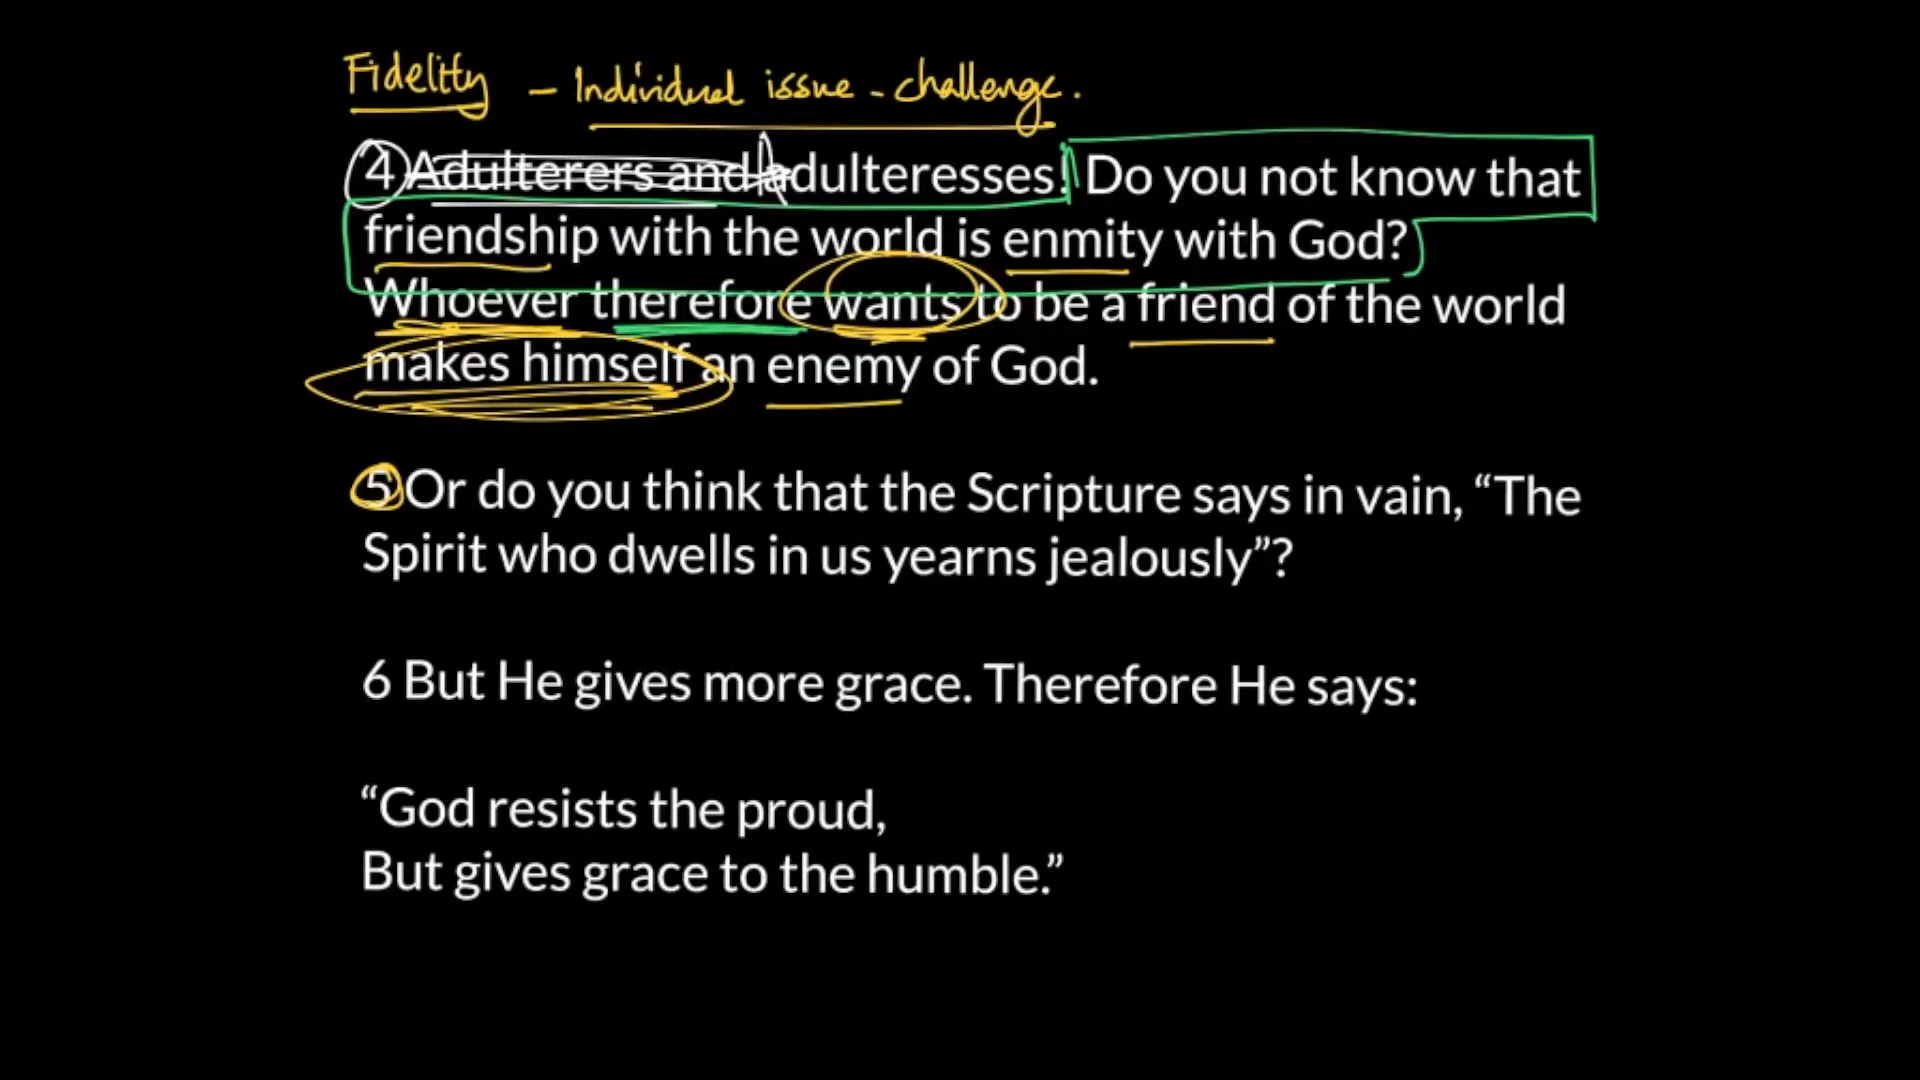 Fidelity - Individual issue - challenge.
4 Adulterers and Adulteresses! Do you not know that
friendship with the world is enmity with God?
Whoever therefore wants to be a friend of the world
makes himself an enemy of God.
5 Or do you think that the Scripture says in vain, “The
Spirit who dwells in us yearns jealously”?
6 But He gives more grace. Therefore He says:
“God resists the proud,
But gives grace to the humble.”